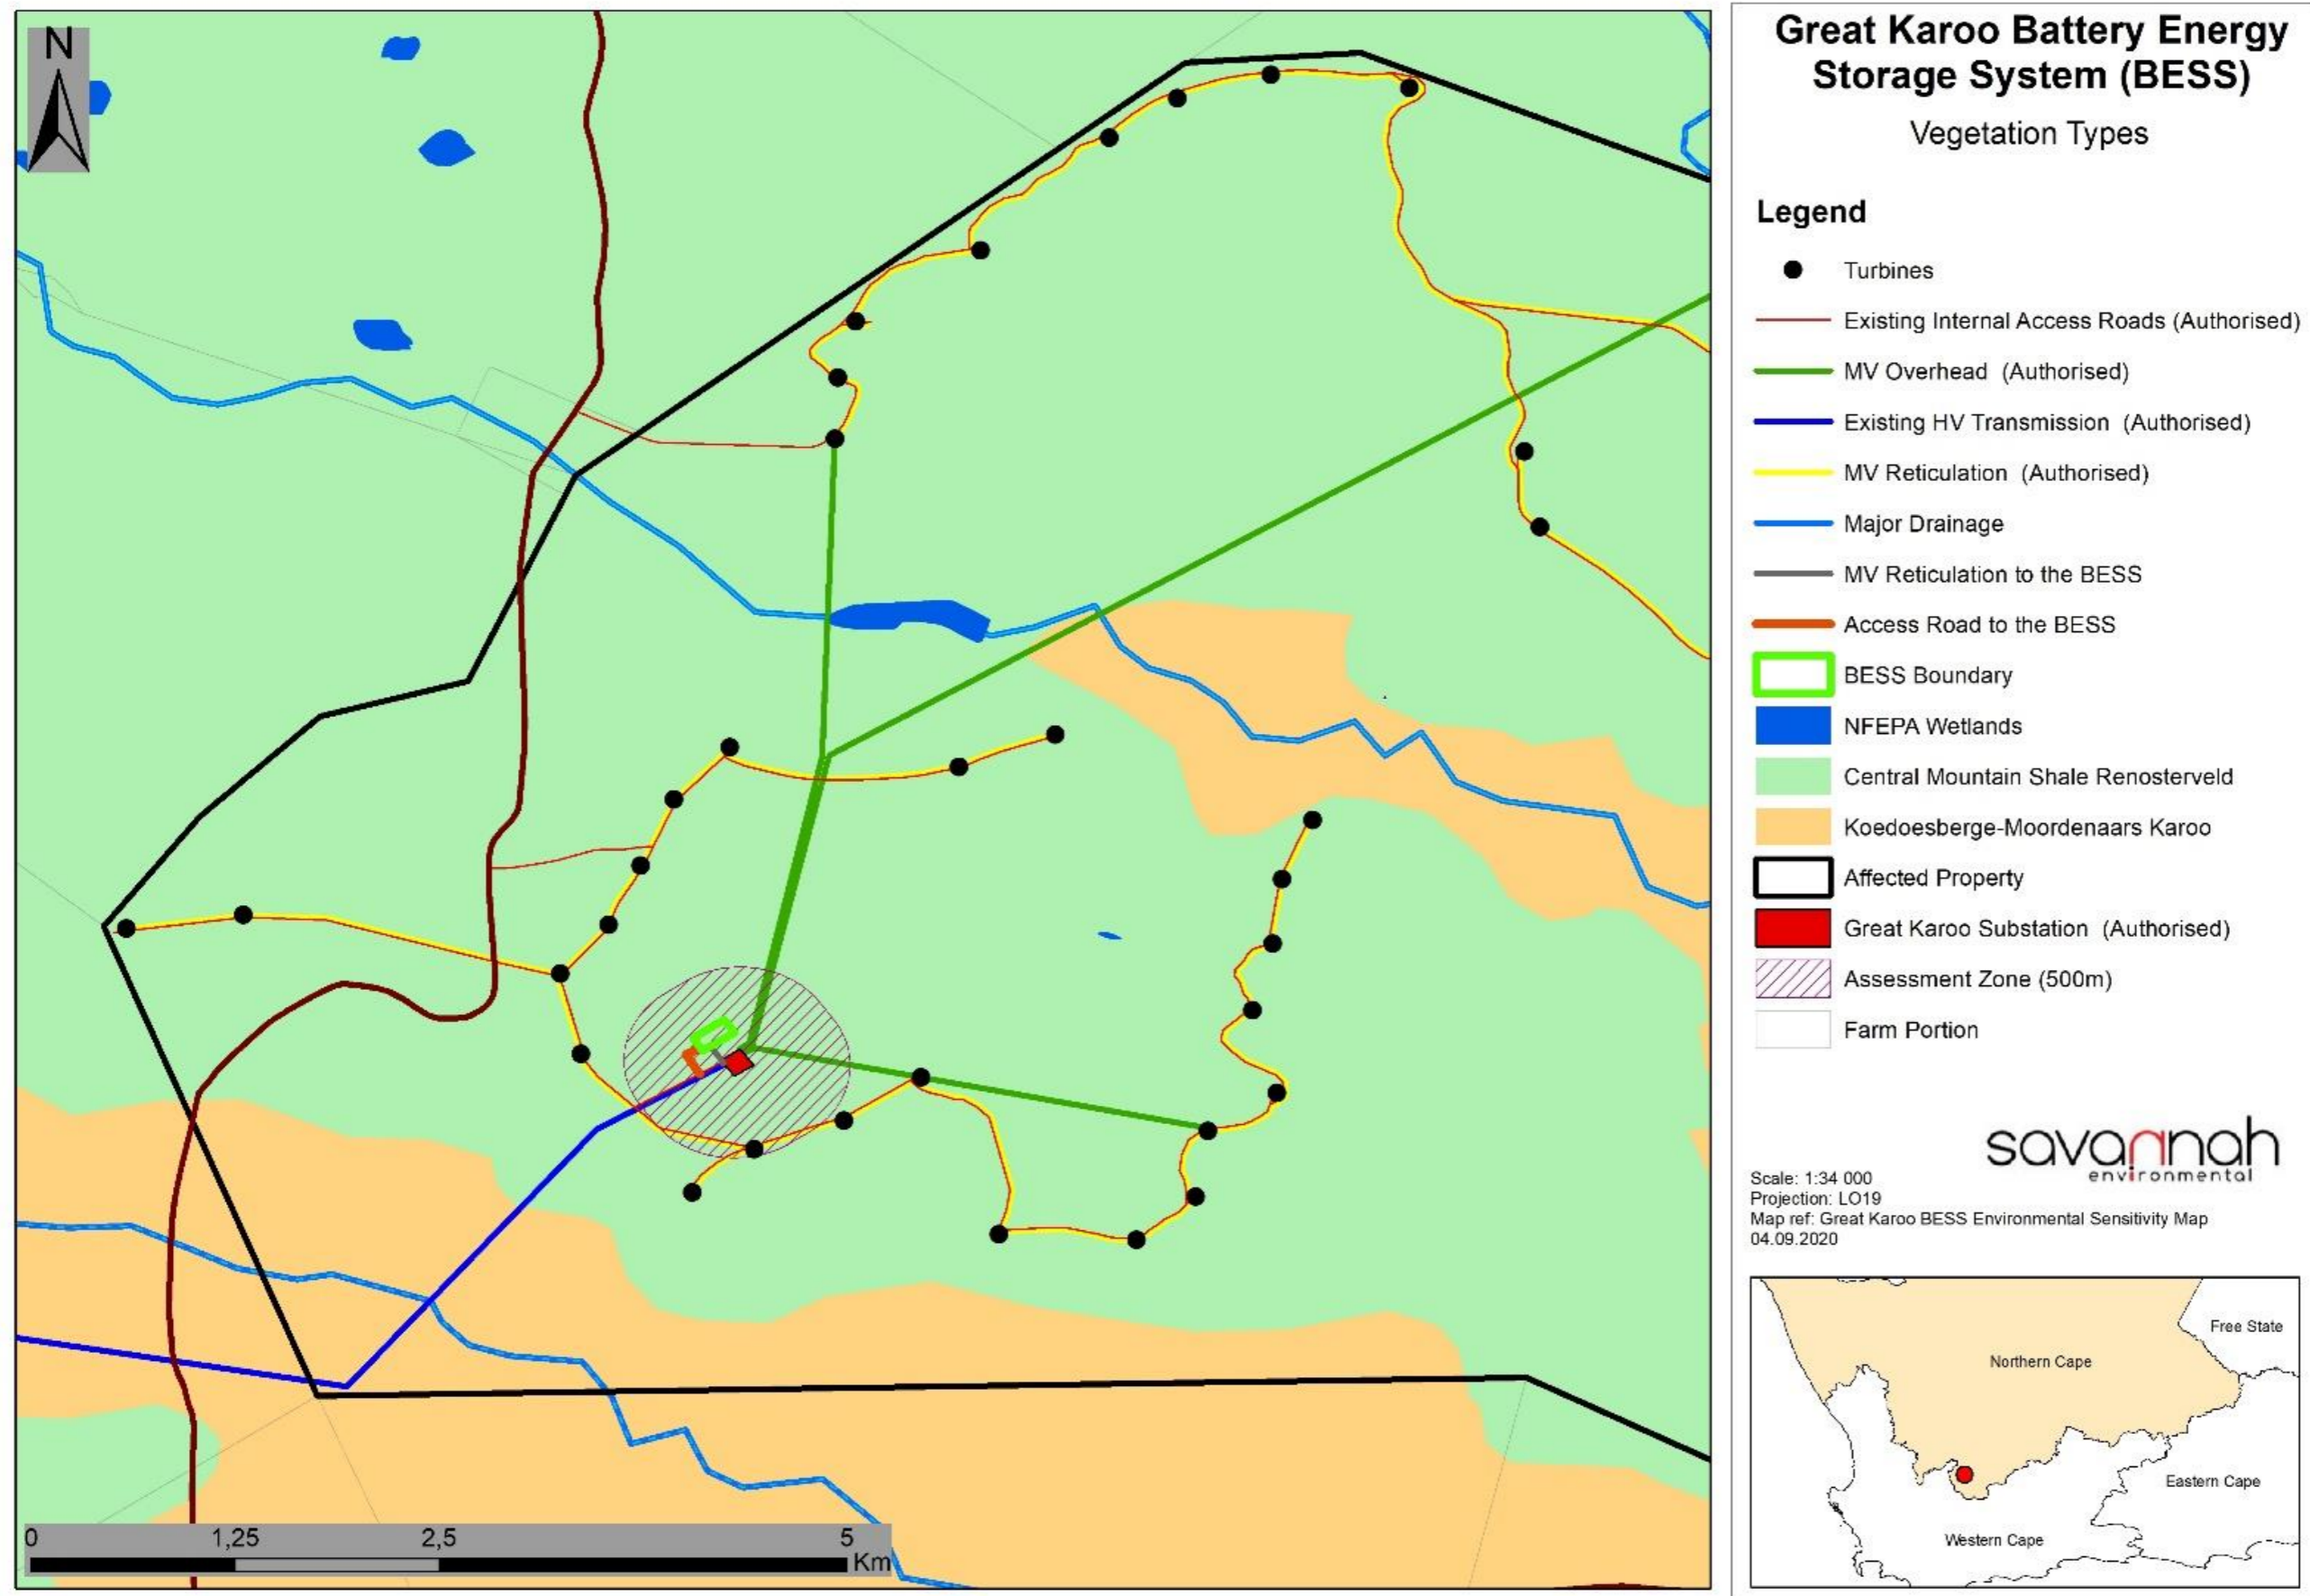 N
0
1,25
2,5
5
Km
Great Karoo Battery Energy
Storage System (BESS)
Vegetation Types
Legend
Turbines
Existing Internal Access Roads (Authorised)
MV Overhead (Authorised)
Existing HV Transmission (Authorised)
MV Reticulation (Authorised)
Major Drainage
MV Reticulation to the BESS
Access Road to the BESS
BESS Boundary
NFEPA Wetlands
Central Mountain Shale Renosterveld
Koedoesberge-Moordenaars Karoo
Affected Property
Great Karoo Substation (Authorised)
Assessment Zone (500m)
Farm Portion
savannah
environmental
Scale: 1:34 000
Projection: LO19
Map ref: Great Karoo BESS Environmental Sensitivity Map
04.09.2020
Free State
Northern Cape
Eastern Cape
Western Cape